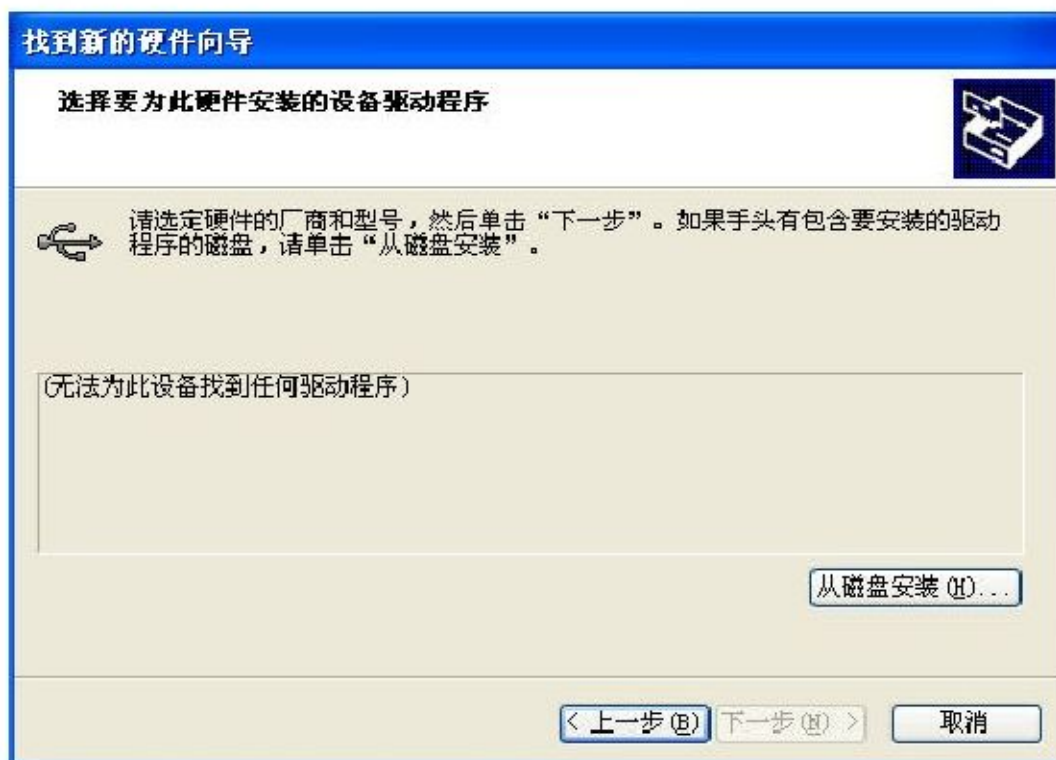 找到新的硬件向导
选择要为此硬件安装的设备驱动程序
请选定硬件的厂商和型号，然后单击“下一步”。如果手头有包含要安装的驱动
程序的磁盘，请单击“从磁盘安装”。
(无法为此设备找到任何驱动程序)
从磁盘安装(H)...
< 上一步(B) 下一步(N) > 取消